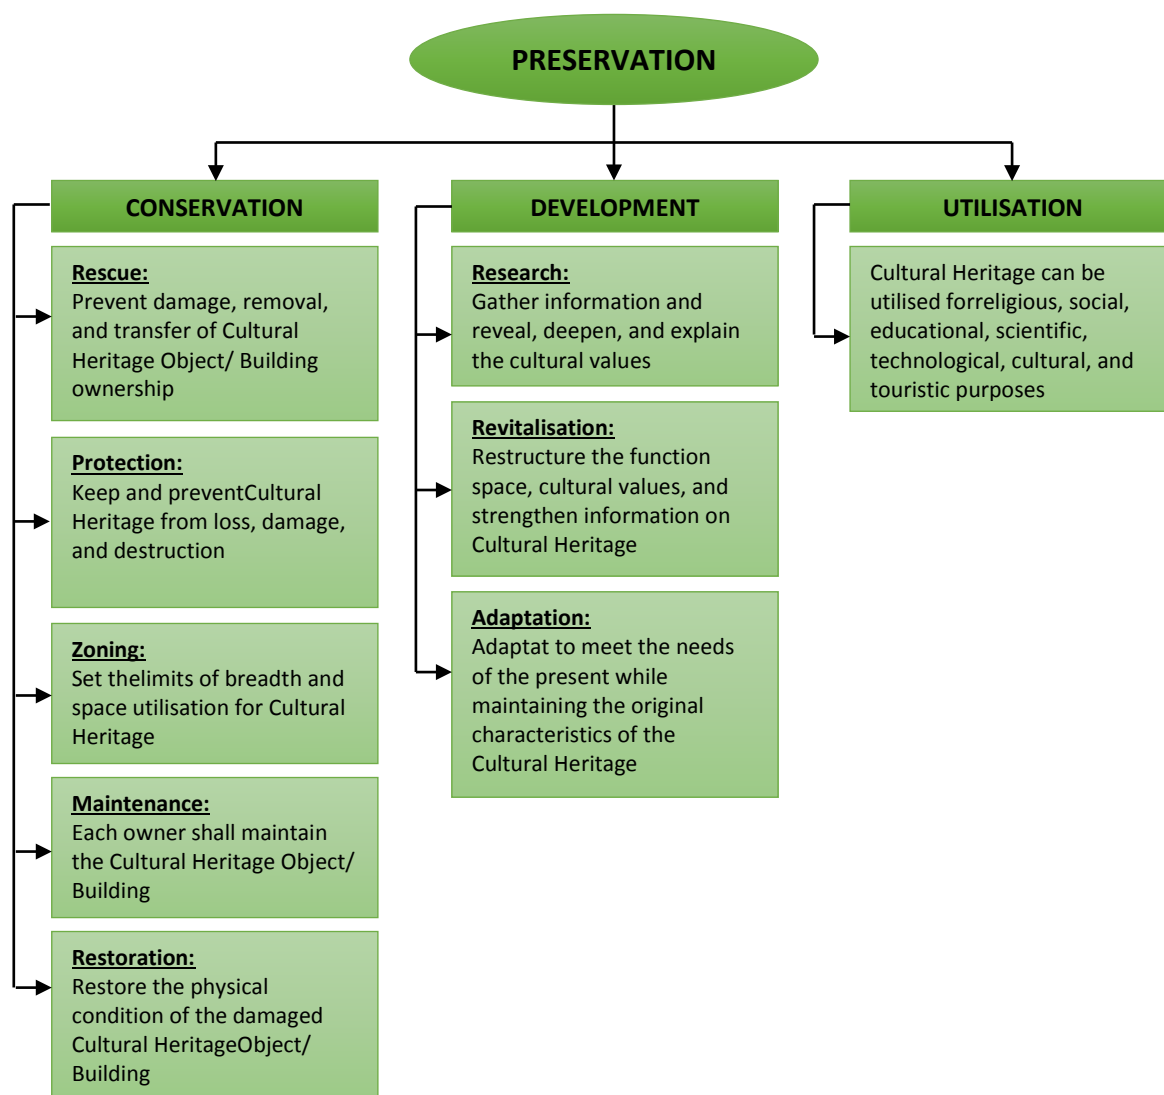 PRESERVATION
CONSERVATION
Rescue:
Prevent damage, removal,
and transfer of Cultural
Heritage Object/ Building
ownership
Protection:
Keep and preventCultural
Heritage from loss, damage,
and destruction
Zoning:
Set thelimits of breadth and
space utilisation for Cultural
Heritage
Maintenance:
Each owner shall maintain
the Cultural Heritage Object/
Building
Restoration:
Restore the physical
condition of the damaged
Cultural HeritageObject/
Building
DEVELOPMENT
Research:
Gather information and
reveal, deepen, and explain
the cultural values
Revitalisation:
Restructure the function
space, cultural values, and
strengthen information on
Cultural Heritage
Adaptation:
Adaptat to meet the needs
of the present while
maintaining the original
characteristics of the
Cultural Heritage
UTILISATION
Cultural Heritage can be
utilised forreligious, social,
educational, scientific,
technological, cultural, and
touristic purposes